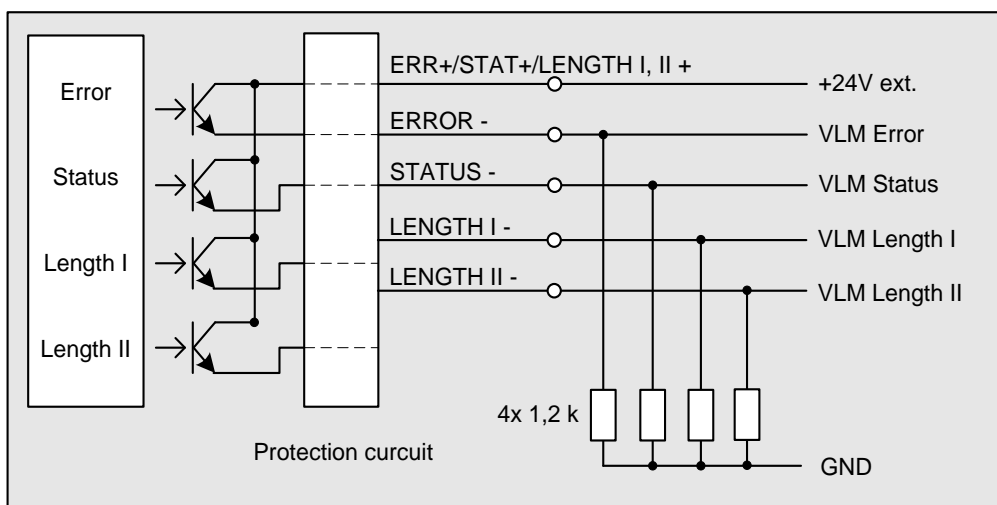 ERR+/STAT+/LENGTH I, II +
+24V ext.
Error
ERROR -
VLM Error
Status
STATUS -
VLM Status
LENGTH I -
VLM Length I
Length I
LENGTH II -
VLM Length II
Length II
4x 1,2 k
Protection curcuit
GND